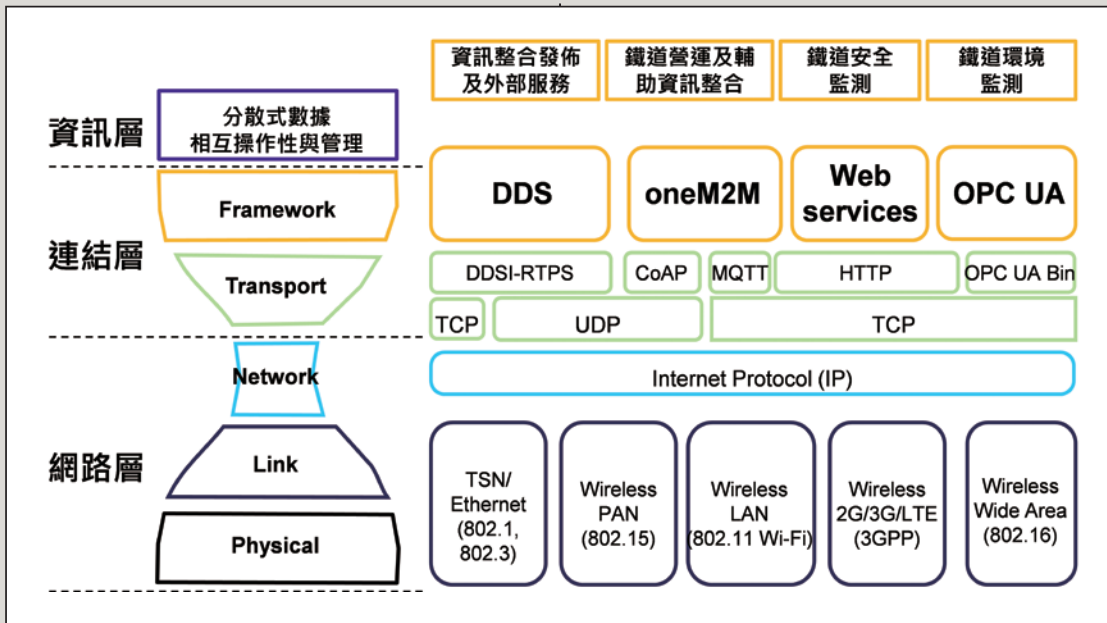 資訊整合發佈
及外部服務
鐵道營運及輔
助資訊整合
鐵道安全
監測
鐵道環境
監測
資訊層
分散式數據
相互操作性與管理
連結層
Framework
DDS
oneM2M
Web
services
OPC UA
Transport
DDSI-RTPS
CoAP
MQTT
HTTP
OPC UA Bin
TCP
UDP
TCP
網路層
Network
Internet Protocol (IP)
Link
Physical
TSN/
Ethernet
(802.1,
802.3)
Wireless
PAN
(802.15)
Wireless
LAN
(802.11 Wi-Fi)
Wireless
2G/3G/LTE
(3GPP)
Wireless
Wide Area
(802.16)